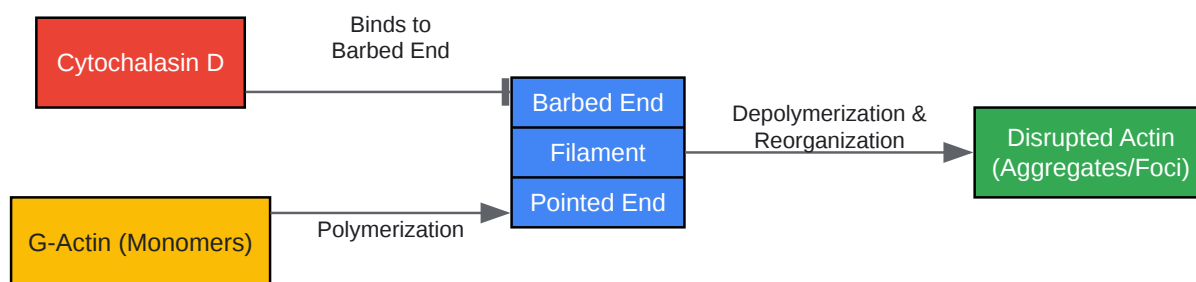 Cytochalasin D
Binds to
Barbed End
G-Actin (Monomers)
Polymerization
Barbed End
Filament
Pointed End
Depolymerization &
Reorganization
Disrupted Actin
(Aggregates/Foci)